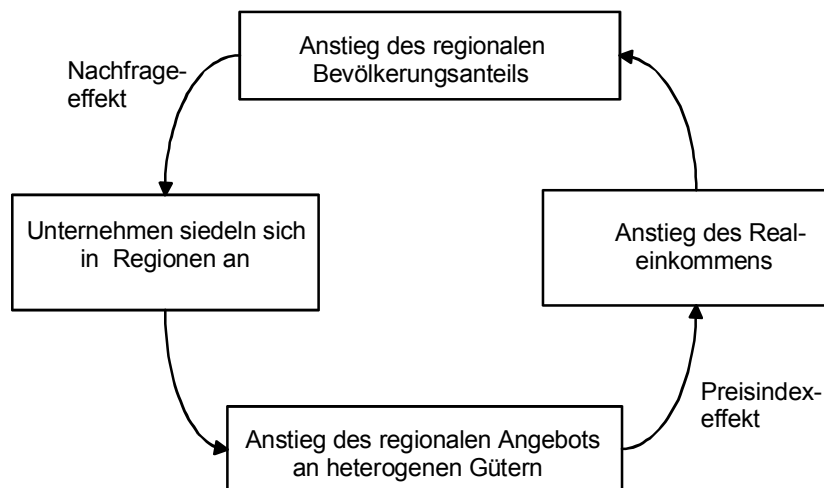 Anstieg des regionalen
Bevölkerungsanteils
Nachfrage-
effekt
Unternehmen siedeln sich
in Regionen an
Anstieg des Real-
einkommens
Preisindex-
effekt
Anstieg des regionalen Angebots
an heterogenen Gütern